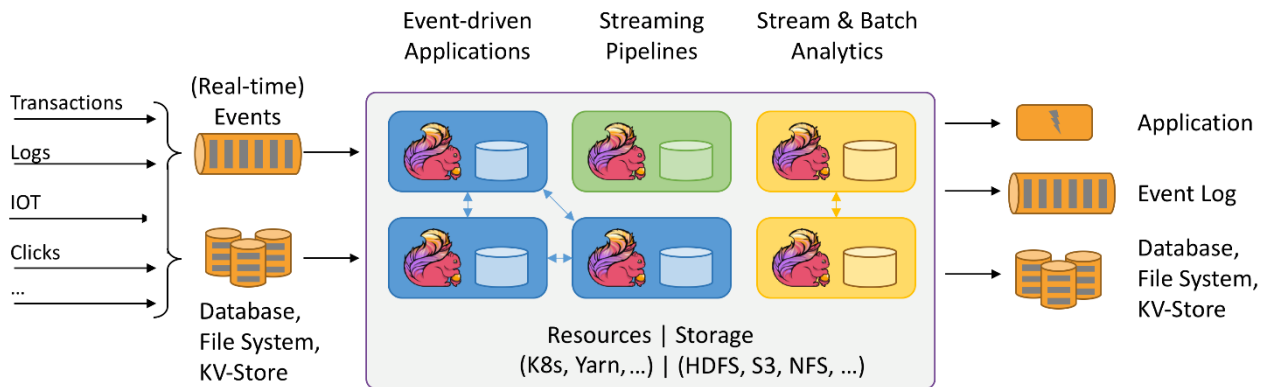 Event-driven
Applications
Streaming
Pipelines
Stream & Batch
Analytics
Transactions
Logs
IOT
Clicks
...
(Real-time)
Events
Database,
File System,
KV-Store
Resources | Storage
(K8s, Yarn, ...) | (HDFS, S3, NFS, ...)
Application
Event Log
Database,
File System,
KV-Store